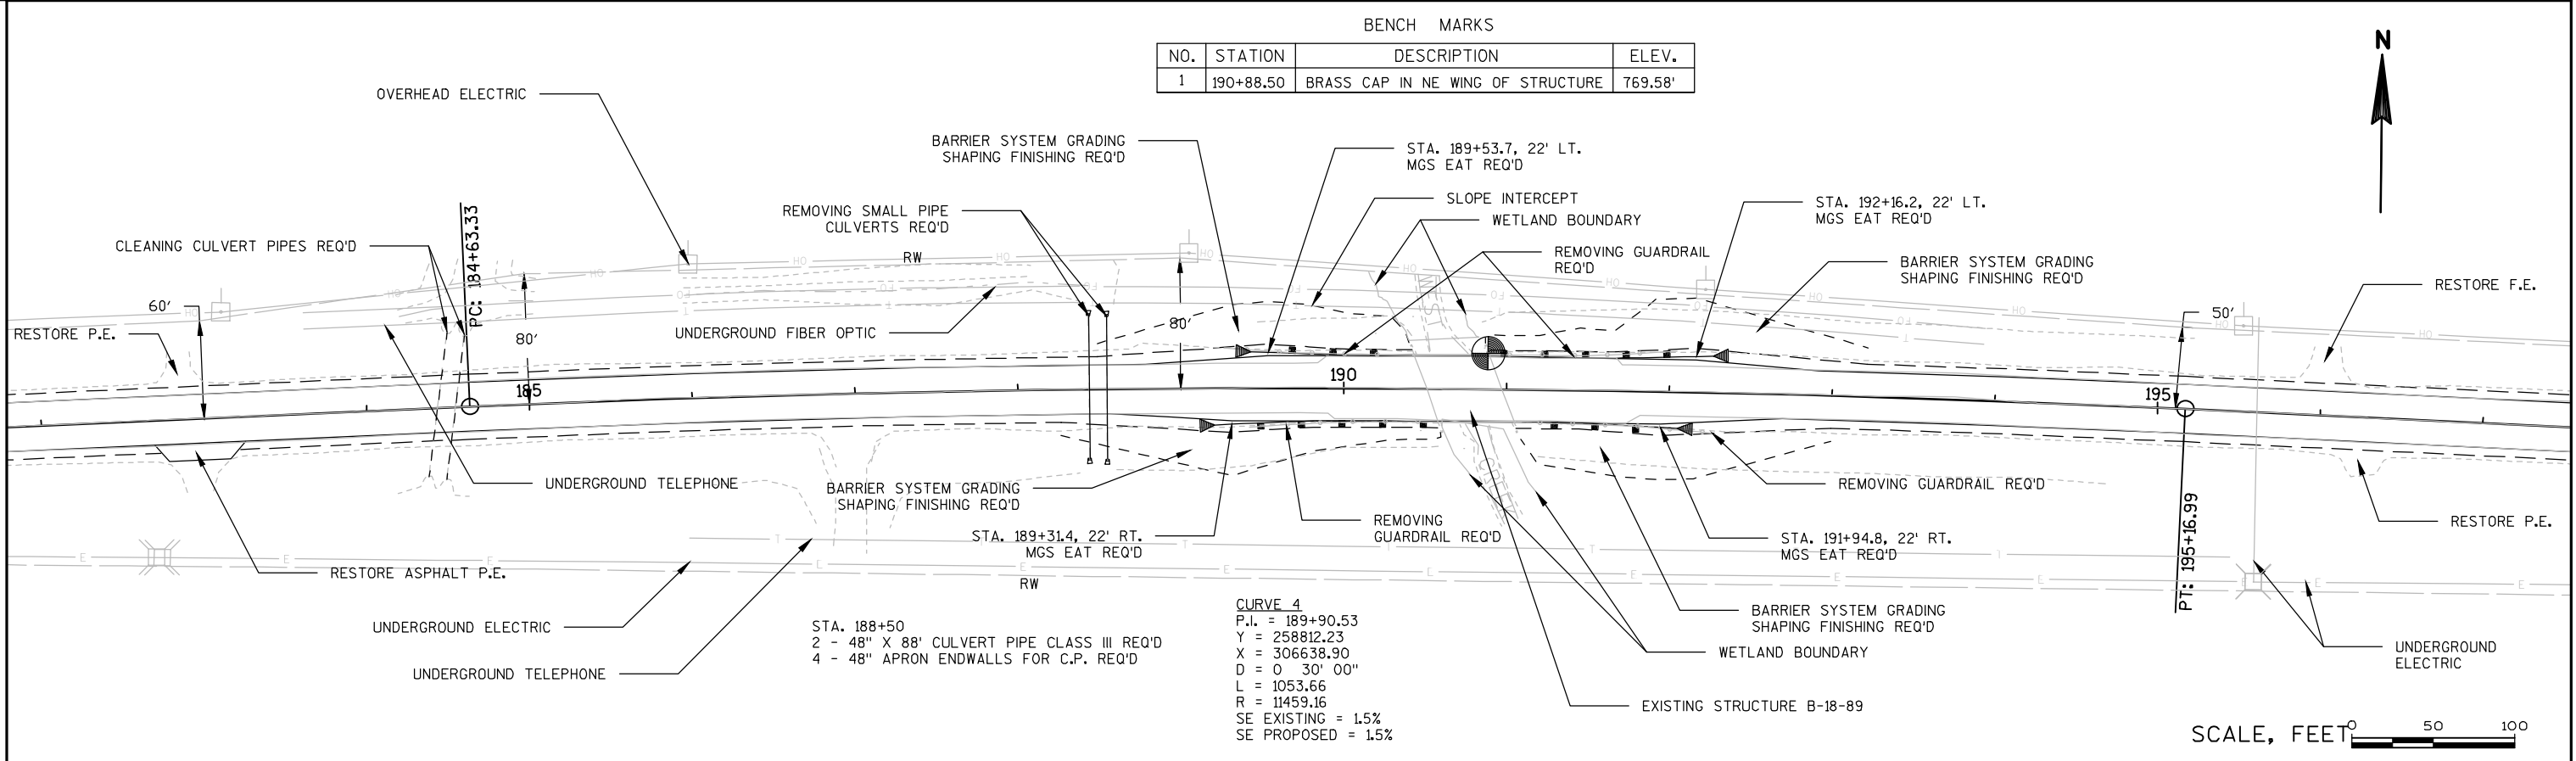 BENCH MARKS
NO. STATION DESCRIPTION ELEV.
1 190+88.50 BRASS CAP IN NE WING OF STRUCTURE 769.58'
N
OVERHEAD ELECTRIC
BARRIER SYSTEM GRADING
SHAPING FINISHING REQ'D
STA. 189+53.7, 22' LT.
MGS EAT REQ'D
SLOPE INTERCEPT
WETLAND BOUNDARY
STA. 192+16.2, 22' LT.
MGS EAT REQ'D
REMOVING SMALL PIPE
CULVERTS REQ'D
CLEANING CULVERT PIPES REQ'D
PC: 184+63.33
RW
REMOVING GUARDRAIL
REQ'D
BARRIER SYSTEM GRADING
SHAPING FINISHING REQ'D
RESTORE F.E.
60'
RESTORE P.E.
80'
UNDERGROUND FIBER OPTIC
80'
50'
185
190
195
UNDERGROUND TELEPHONE
BARRIER SYSTEM GRADING
SHAPING FINISHING REQ'D
REMOVING GUARDRAIL REQ'D
STA. 189+31.4, 22' RT.
MGS EAT REQ'D
REMOVING
GUARDRAIL REQ'D
STA. 191+94.8, 22' RT.
MGS EAT REQ'D
PT: 195+16.99
RESTORE P.E.
RESTORE ASPHALT P.E.
RW
UNDERGROUND ELECTRIC
UNDERGROUND TELEPHONE
STA. 188+50
2 - 48" X 88' CULVERT PIPE CLASS III REQ'D
4 - 48" APRON ENDWALLS FOR C.P. REQ'D
CURVE 4
P.I. = 189+90.53
Y = 258812.23
X = 306638.90
D = 0 30' 00"
L = 1053.66
R = 11459.16
SE EXISTING = 1.5%
SE PROPOSED = 1.5%
BARRIER SYSTEM GRADING
SHAPING FINISHING REQ'D
WETLAND BOUNDARY
UNDERGROUND
ELECTRIC
EXISTING STRUCTURE B-18-89
SCALE, FEET 0 50 100